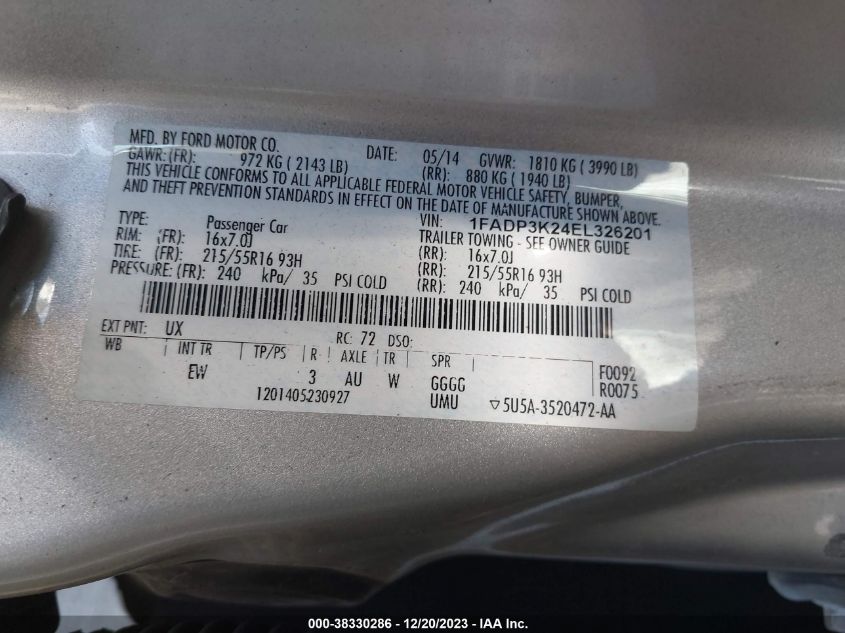 MFD. BY FORD MOTOR CO. DATE: 05/14 GVWR: 1810 KG ( 3990 LB)
GAWR: (FR): 972 KG ( 2143 LB) (RR): 880 KG ( 1940 LB)
THIS VEHICLE CONFORMS TO ALL APPLICABLE FEDERAL MOTOR VEHICLE SAFETY, BUMPER,
AND THEFT PREVENTION STANDARDS IN EFFECT ON THE DATE OF MANUFACTURE SHOWN ABOVE.
VIN: 1FADP3K24EL326201
TYPE: Passenger Car TRAILER TOWING - SEE OWNER GUIDE
RIM: (FR): 16x7.0J (RR): 16x7.0J
TIRE: (FR): 215/55R16 93H (RR): 215/55R16 93H
PRESSURE: (FR): 240 kPa/ 35 PSI COLD (RR): 240 kPa/ 35 PSI COLD
EXT PNT: UX RC: 72 DSO:
WB INT TR TP/PS R AXLE TR SPR F0092
EW 3 AU W GGGG R0075
1201405230927 UMU ▽5U5A-3520472-AA
000-38330286 - 12/20/2023 - IAA Inc.